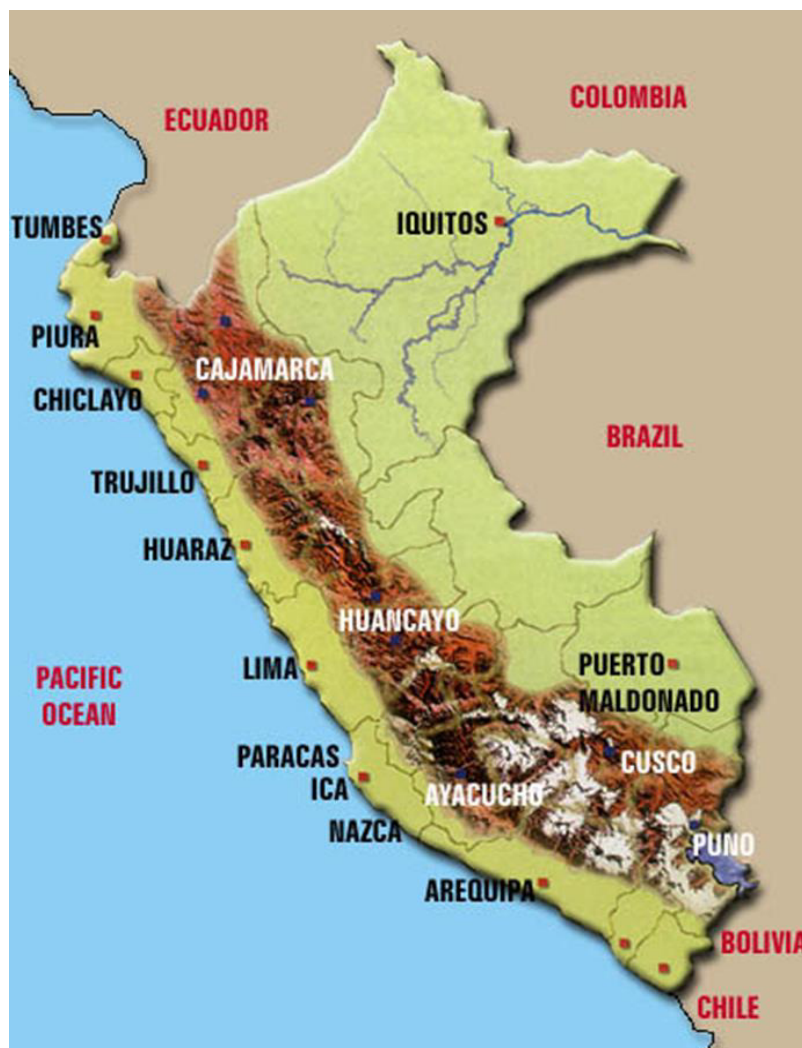 COLOMBIA
ECUADOR
TUMBES
IQUITOS
PIURA
CAJAMARCA
CHICLAYO
BRAZIL
TRUJILLO
HUARAZ
HUANCAYO
LIMA
PUERTO
MALDONADO
PACIFIC
OCEAN
PARACAS
ICA
CUSCO
AYACUCHO
NAZCA
PUNO
AREQUIPA
BOLIVIA
CHILE